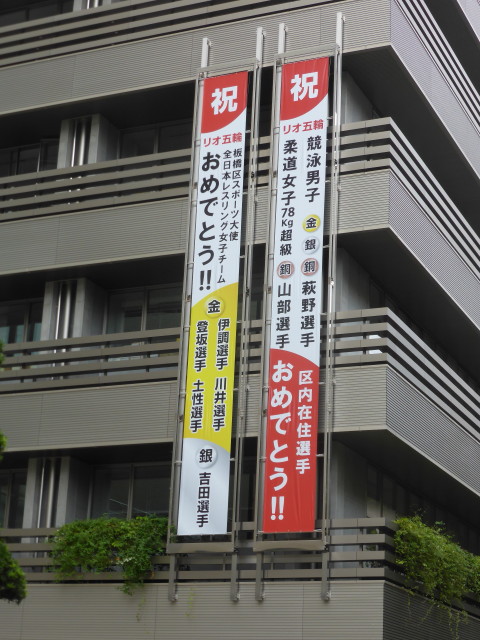 祝
リオ五輪
競泳男子 金 銀 銅 萩野選手
柔道女子78kg超級 銅 山部選手
区内在住選手
おめでとう!!
祝
リオ五輪
板橋区スポーツ大使
全日本レスリング女子チーム
おめでとう!!
金
伊調選手 川井選手
登坂選手 土性選手
銀
吉田選手